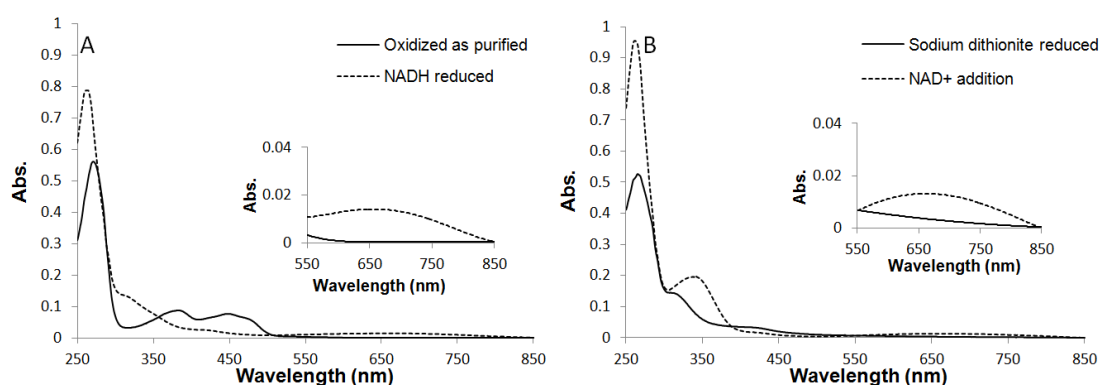 A
Oxidized as purified
NADH reduced
1
0.9
0.8
0.7
0.6
0.5
0.4
0.3
0.2
0.1
0
Abs.
250 350 450 550 650 750 850
Wavelength (nm)
0.04
0.02
0
Abs.
550 650 750 850
Wavelength (nm)
B
Sodium dithionite reduced
NAD+ addition
1
0.9
0.8
0.7
0.6
0.5
0.4
0.3
0.2
0.1
0
Abs.
250 350 450 550 650 750 850
Wavelength (nm)
0.04
0.02
0
Abs.
550 650 750 850
Wavelength (nm)